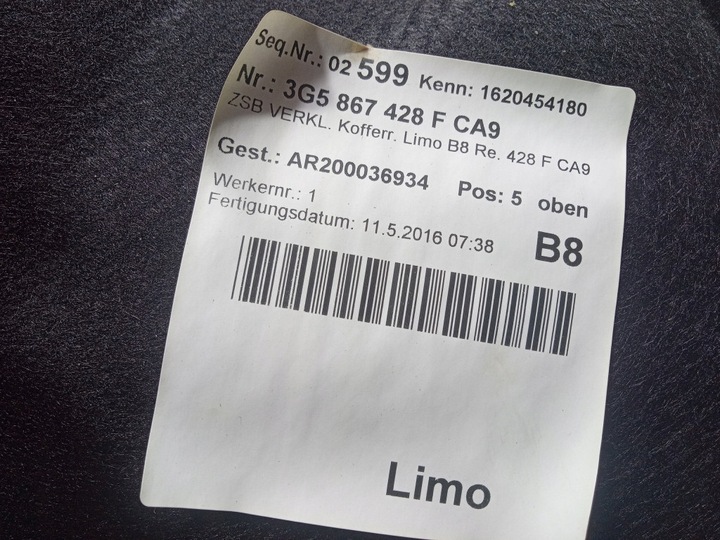 Seq.Nr.: 02 599 Kenn: 1620454180
Nr.: 3G5 867 428 F CA9
ZSB VERKL. Kofferr. Limo B8 Re. 428 F CA9
Gest.: AR200036934 Pos: 5 oben
Werkernr.: 1
Fertigungsdatum: 11.5.2016 07:38 B8
Limo